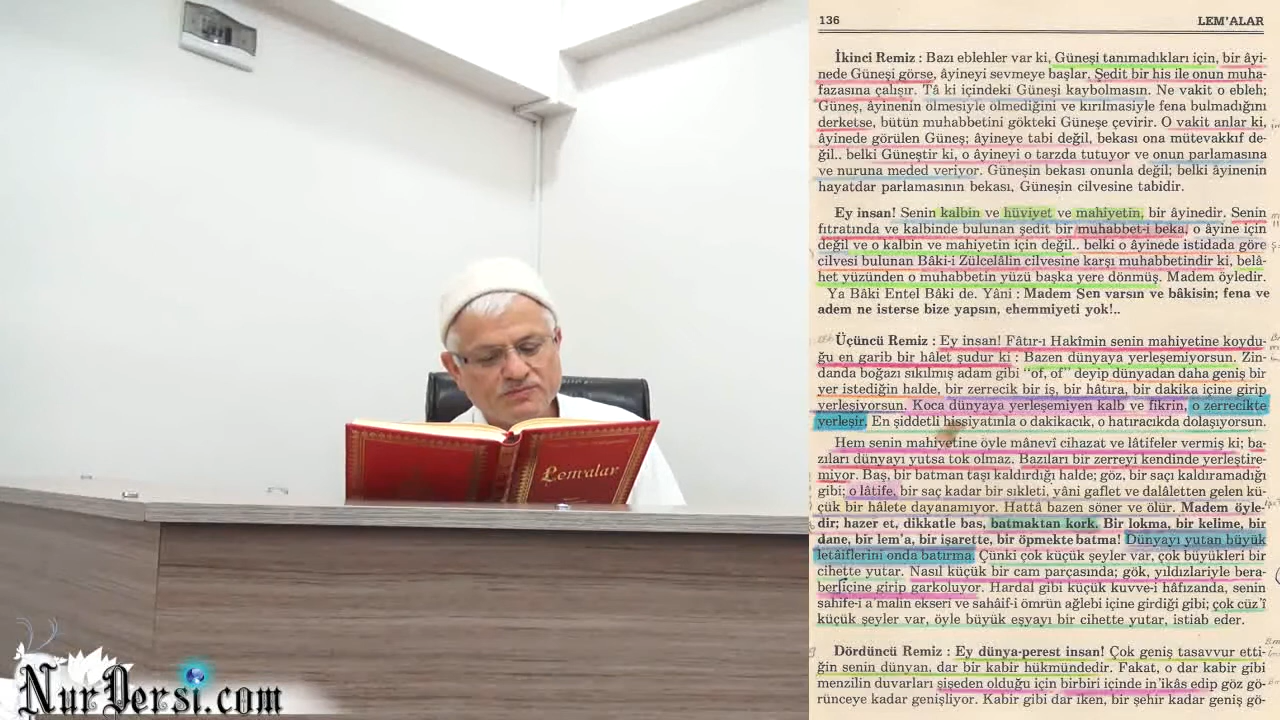 Lem'alar
NurDersi.com
136 LEM'ALAR
İkinci Remiz : Bazı eblehler var ki, Güneşi tanımadıkları için, bir âyi-
nede Güneşi görse, âyineyi sevmeye başlar. Şedit bir his ile onun muha-
fazasına çalışır. Tâ ki içindeki Güneşi kaybolmasın. Ne vakit o ebleh;
Güneş, âyinenin ölmesiyle ölmediğini ve kırılmasiyle fena bulmadığını
derketse, bütün muhabbetini gökteki Güneşe çevirir. O vakit anlar ki,
âyinede görülen Güneş; âyineye tabi değil, bekası ona mütevakkıf de-
ğil.. belki Güneştir ki, o âyineyi o tarzda tutuyor ve onun parlamasına
ve nuruna meded veriyor. Güneşin bekası onunla değil; belki âyinenin
hayatdar parlamasının bekası, Güneşin cilvesine tabidir.
Ey insan! Senin kalbin ve hüviyet ve mahiyetin, bir âyinedir. Senin
fıtratında ve kalbinde bulunan şedit bir muhabbet-i beka, o âyine için
değil ve o kalbin ve mahiyetin için değil.. belki o âyinede istidada göre
cilvesi bulunan Bâki-i Zülcelâlin cilvesine karşı muhabbetindir ki, belâ-
het yüzünden o muhabbetin yüzü başka yere dönmüş. Madem öyledir.
Ya Bâki Entel Bâki de. Yâni : Madem Sen varsın ve bâkisin; fena ve
adem ne isterse bize yapsın, ehemmiyeti yok!..
Üçüncü Remiz : Ey insan! Fâtır-ı Hakîmin senin mahiyetine koydu-
ğu en garib bir hâlet şudur ki : Bazen dünyaya yerleşemiyorsun. Zin-
danda boğazı sıkılmış adam gibi "of, of" deyip dünyadan daha geniş bir
yer istediğin halde, bir zerrecik bir iş, bir hâtıra, bir dakika içine girip
yerleşiyorsun. Koca dünyaya yerleşemiyen kalb ve fikrin, o zerrecikte
yerleşir. En şiddetli hissiyatınla o dakikacık, o hatıracıkda dolaşıyorsun.
Hem senin mahiyetine öyle mânevî cihazat ve lâtifeler vermiş ki; ba-
zıları dünyayı yutsa tok olmaz. Bazıları bir zerreyi kendinde yerleştire-
miyor. Baş, bir batman taşı kaldırdığı halde; göz, bir saçı kaldıramadığı
gibi; o lâtife, bir saç kadar bir sıkleti, yâni gaflet ve dalâletten gelen kü-
çük bir hâlete dayanamıyor. Hattâ bazen söner ve ölür. Madem öyle-
dir; hazer et, dikkatle bas, batmaktan kork. Bir lokma, bir kelime, bir
dane, bir lem'a, bir işarette, bir öpmekte batma! Dünyayı yutan büyük
letâiflerini onda batırma. Çünki çok küçük şeyler var, çok büyükleri bir
cihette yutar. Nasıl küçük bir cam parçasında; gök, yıldızlariyle bera-
ber içine girip garkoluyor. Hardal gibi küçük kuvve-i hâfızanda, senin
sahife-i a'malin ekseri ve sahâif-i ömrün ağlebi içine girdiği gibi; çok cüz'î
küçük şeyler var, öyle büyük eşyayı bir cihette yutar, istiab eder.
Dördüncü Remiz : Ey dünya-perest insan! Çok geniş tasavvur etti-
ğin senin dünyan, dar bir kabir hükmündedir. Fakat, o dar kabir gibi
menzilin duvarları şişeden olduğu için birbiri içinde in'ikâs edip göz gö-
rünceye kadar genişliyor. Kabir gibi dar iken, bir şehir kadar geniş gö-